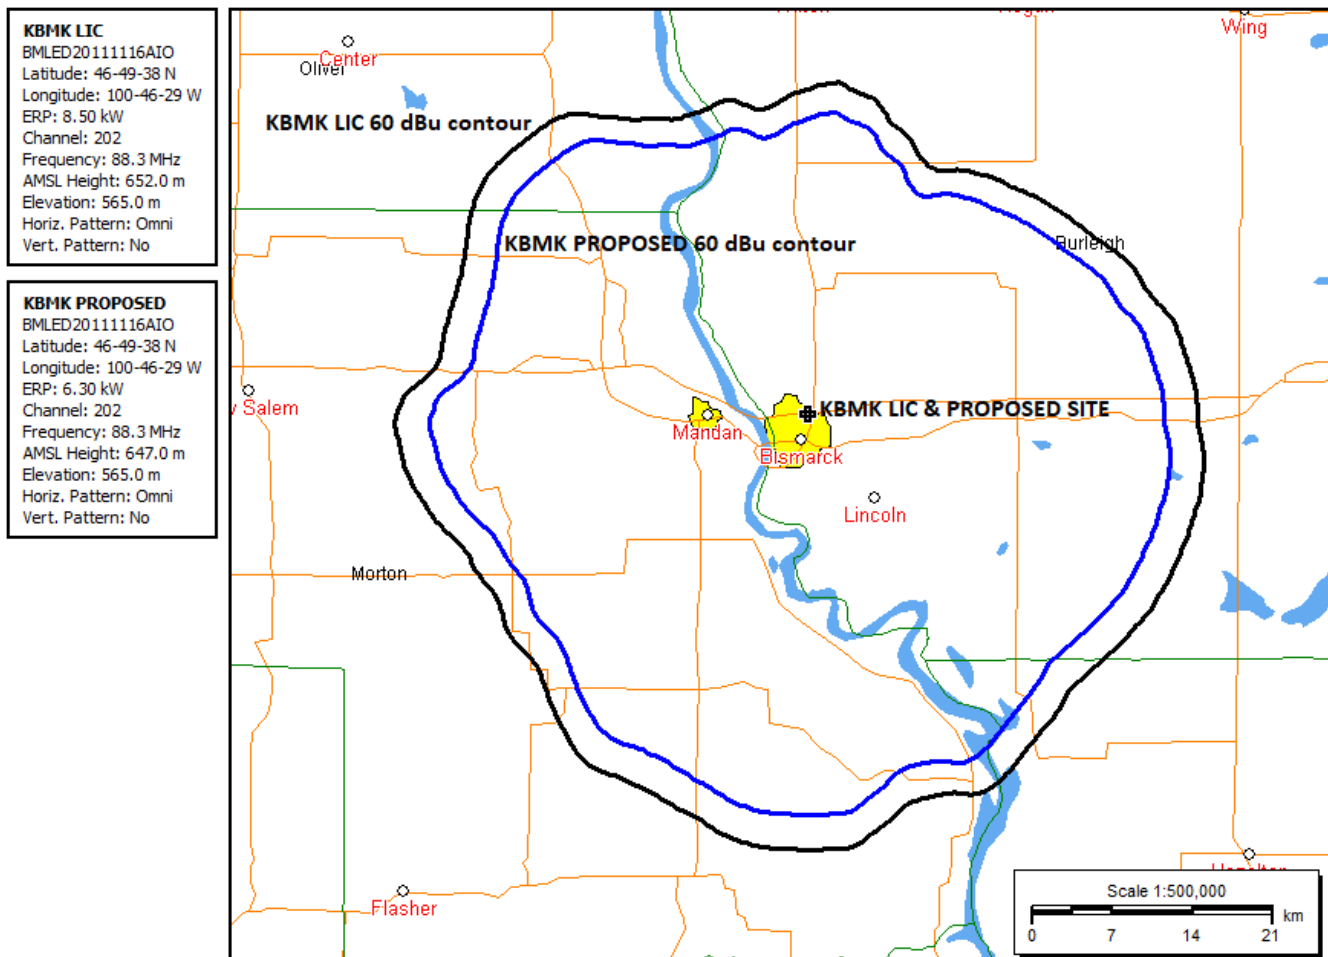 KBMK LIC
BMLED20111116AIO
Latitude: 46-49-38 N
Longitude: 100-46-29 W
ERP: 8.50 kW
Channel: 202
Frequency: 88.3 MHz
AMSL Height: 652.0 m
Elevation: 565.0 m
Horiz. Pattern: Omni
Vert. Pattern: No
KBMK PROPOSED
BMLED20111116AIO
Latitude: 46-49-38 N
Longitude: 100-46-29 W
ERP: 6.30 kW
Channel: 202
Frequency: 88.3 MHz
AMSL Height: 647.0 m
Elevation: 565.0 m
Horiz. Pattern: Omni
Vert. Pattern: No
Wing
Center
Oliver
KBMK LIC 60 dBu contour
KBMK PROPOSED 60 dBu contour
Burleigh
Salem
KBMK LIC & PROPOSED SITE
Mandan
Bismarck
Lincoln
Morton
Flasher
Scale 1:500,000
km
0 7 14 21